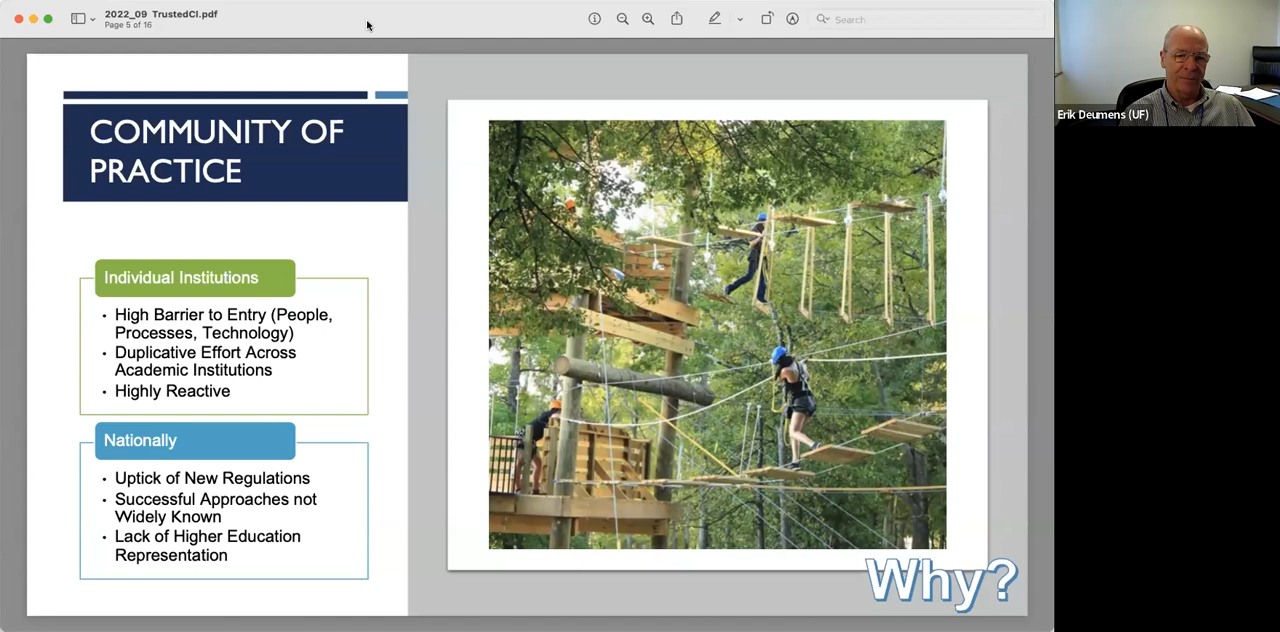 2022_09 TrustedCI.pdf
Page 5 of 16
Search
COMMUNITY OF
PRACTICE
Individual Institutions
• High Barrier to Entry (People,
Processes, Technology)
• Duplicative Effort Across
Academic Institutions
• Highly Reactive
Nationally
• Uptick of New Regulations
• Successful Approaches not
Widely Known
• Lack of Higher Education
Representation
Why?
Erik Deumens (UF)